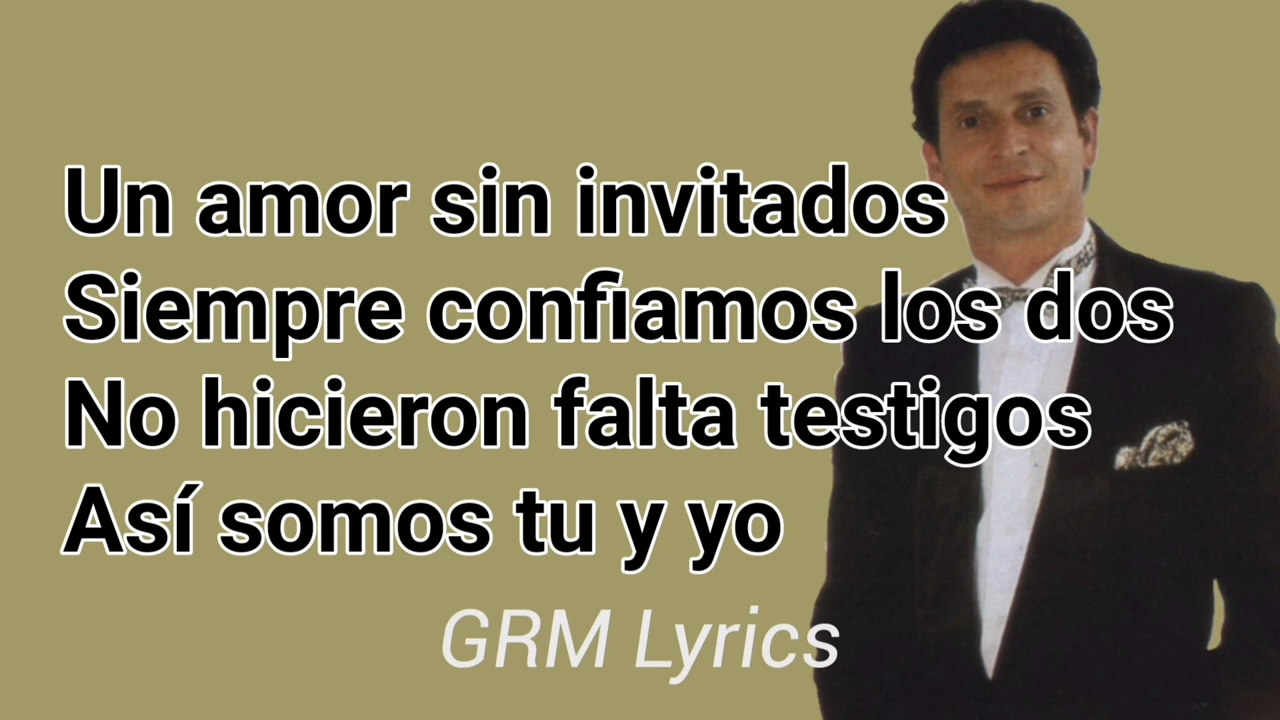 Un amor sin invitados
Siempre confiamos los dos
No hicieron falta testigos
Así somos tu y yo
GRM Lyrics